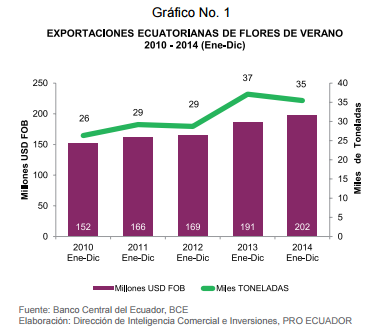 Gráfico No. 1
EXPORTACIONES ECUATORIANAS DE FLORES DE VERANO
2010 - 2014 (Ene-Dic)
250
200
150
100
50
0
Millones USD FOB
26
29
29
37
35
152
166
169
191
202
40
35
30
25
20
15
10
5
0
Miles de Toneladas
2010
Ene-Dic
2011
Ene-Dic
2012
Ene-Dic
2013
Ene-Dic
2014
Ene-Dic
Millones USD FOB
Miles TONELADAS
Fuente: Banco Central del Ecuador, BCE
Elaboración: Dirección de Inteligencia Comercial e Inversiones, PRO ECUADOR